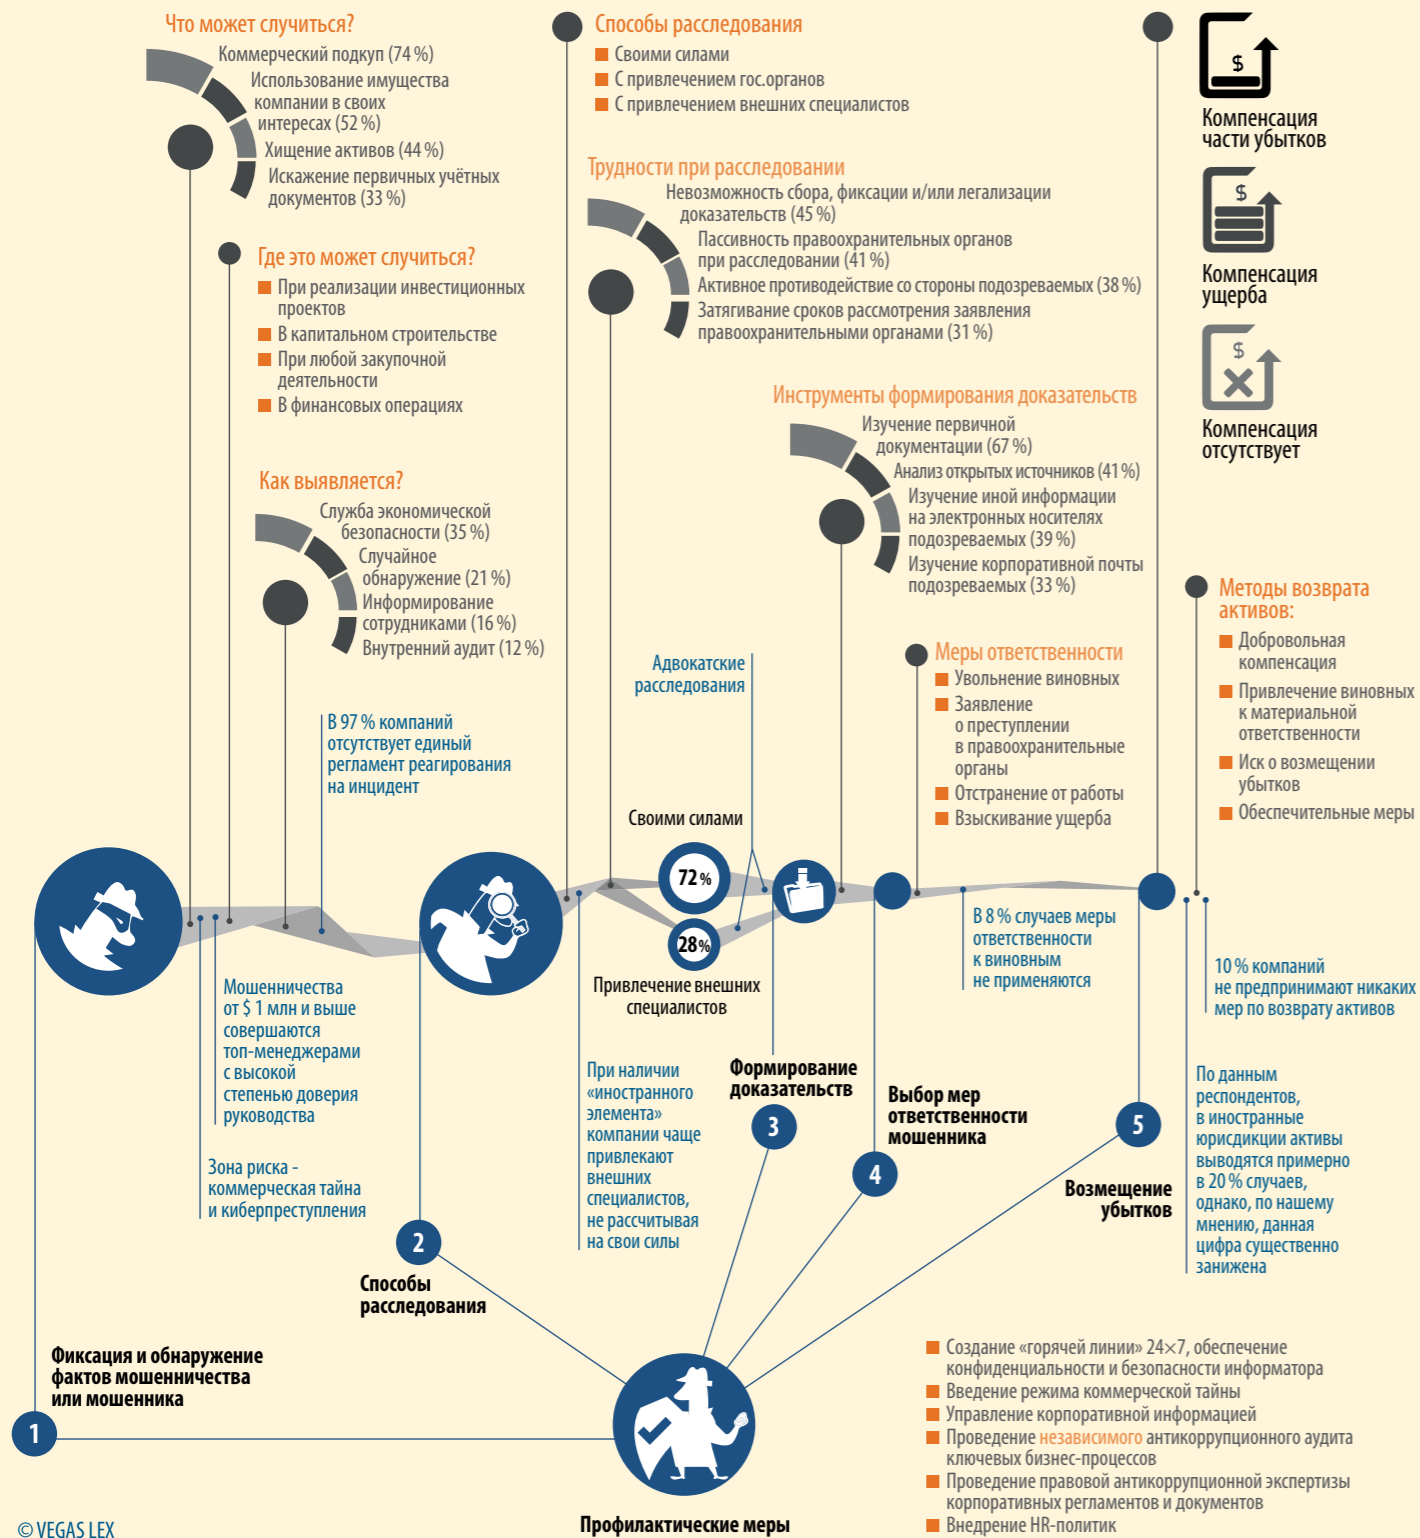 Что может случиться?
Коммерческий подкуп (74 %)
Использование имущества
компании в своих
интересах (52 %)
Хищение активов (44 %)
Искажение первичных учётных
документов (33 %)
Где это может случиться?
При реализации инвестиционных
проектов
В капитальном строительстве
При любой закупочной
деятельности
В финансовых операциях
Как выявляется?
Служба экономической
безопасности (35 %)
Случайное
обнаружение (21 %)
Информирование
сотрудниками (16 %)
Внутренний аудит (12 %)
В 97 % компаний
отсутствует единый
регламент реагирования
на инцидент
Способы расследования
Своими силами
С привлечением гос.органов
С привлечением внешних специалистов
Трудности при расследовании
Невозможность сбора, фиксации и/или легализации
доказательств (45 %)
Пассивность правоохранительных органов
при расследовании (41 %)
Активное противодействие со стороны подозреваемых (38 %)
Затягивание сроков рассмотрения заявления
правоохранительными органами (31 %)
Инструменты формирования доказательств
Изучение первичной
документации (67 %)
Анализ открытых источников (41 %)
Изучение иной информации
на электронных носителях
подозреваемых (39 %)
Изучение корпоративной почты
подозреваемых (33 %)
$
Компенсация
части убытков
$
Компенсация
ущерба
$
Компенсация
отсутствует
Адвокатские
расследования
Меры ответственности
Увольнение виновных
Заявление
о преступлении
в правоохранительные
органы
Отстранение от работы
Взыскивание ущерба
Методы возврата
активов:
Добровольная
компенсация
Привлечение виновных
к материальной
ответственности
Иск о возмещении
убытков
Обеспечительные меры
Своими силами
72 %
28 %
Привлечение внешних
специалистов
Мошенничества
от $ 1 млн и выше
совершаются
топ-менеджерами
с высокой
степенью доверия
руководства
Зона риска -
коммерческая тайна
и киберпреступления
При наличии
«иностранного
элемента»
компании чаще
привлекают
внешних
специалистов,
не рассчитывая
на свои силы
В 8 % случаев меры
ответственности
к виновным
не применяются
10 % компаний
не предпринимают никаких
мер по возврату активов
По данным
респондентов,
в иностранные
юрисдикции активы
выводятся примерно
в 20 % случаев,
однако, по нашему
мнению, данная
цифра существенно
занижена
Фиксация и обнаружение
фактов мошенничества
или мошенника
1
2
Способы
расследования
Формирование
доказательств
3
Выбор мер
ответственности
мошенника
4
5
Возмещение
убытков
Профилактические меры
Создание «горячей линии» 24×7, обеспечение
конфиденциальности и безопасности информатора
Введение режима коммерческой тайны
Управление корпоративной информацией
Проведение независимого антикоррупционного аудита
ключевых бизнес-процессов
Проведение правовой антикоррупционной экспертизы
корпоративных регламентов и документов
Внедрение HR-политик
© VEGAS LEX